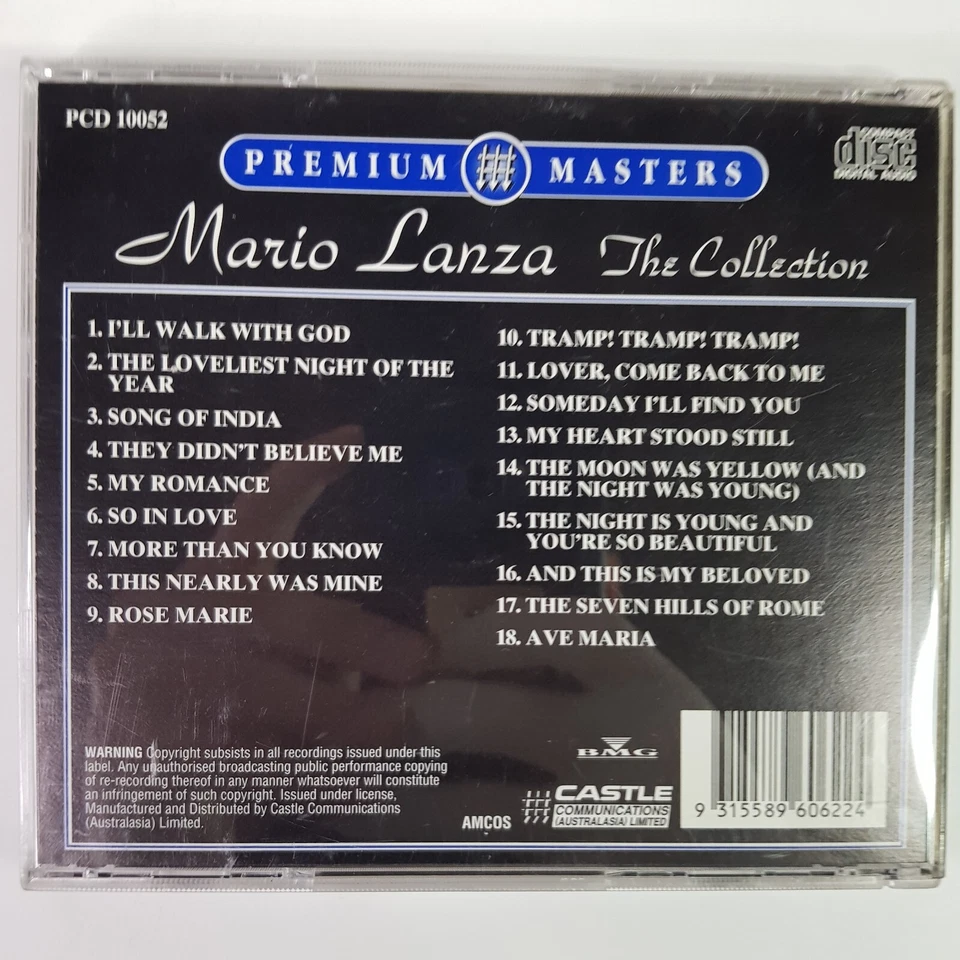 PCD 10052
COMPACT
disc
DIGITAL AUDIO
PREMIUM MASTERS
Mario Lanza The Collection
1. I'LL WALK WITH GOD
2. THE LOVELIEST NIGHT OF THE
YEAR
3. SONG OF INDIA
4. THEY DIDN'T BELIEVE ME
5. MY ROMANCE
6. SO IN LOVE
7. MORE THAN YOU KNOW
8. THIS NEARLY WAS MINE
9. ROSE MARIE
10. TRAMP! TRAMP! TRAMP!
11. LOVER, COME BACK TO ME
12. SOMEDAY I'LL FIND YOU
13. MY HEART STOOD STILL
14. THE MOON WAS YELLOW (AND
THE NIGHT WAS YOUNG)
15. THE NIGHT IS YOUNG AND
YOU'RE SO BEAUTIFUL
16. AND THIS IS MY BELOVED
17. THE SEVEN HILLS OF ROME
18. AVE MARIA
WARNING Copyright subsists in all recordings issued under this
label. Any unauthorised broadcasting public performance copying
of re-recording thereof in any manner whatsoever will constitute
an infringement of such copyright. Issued under license,
Manufactured and Distributed by Castle Communications
(Australasia) Limited.
AMCOS
BMG
CASTLE
COMMUNICATIONS
(AUSTRALASIA) LIMITED
9 315589 606224